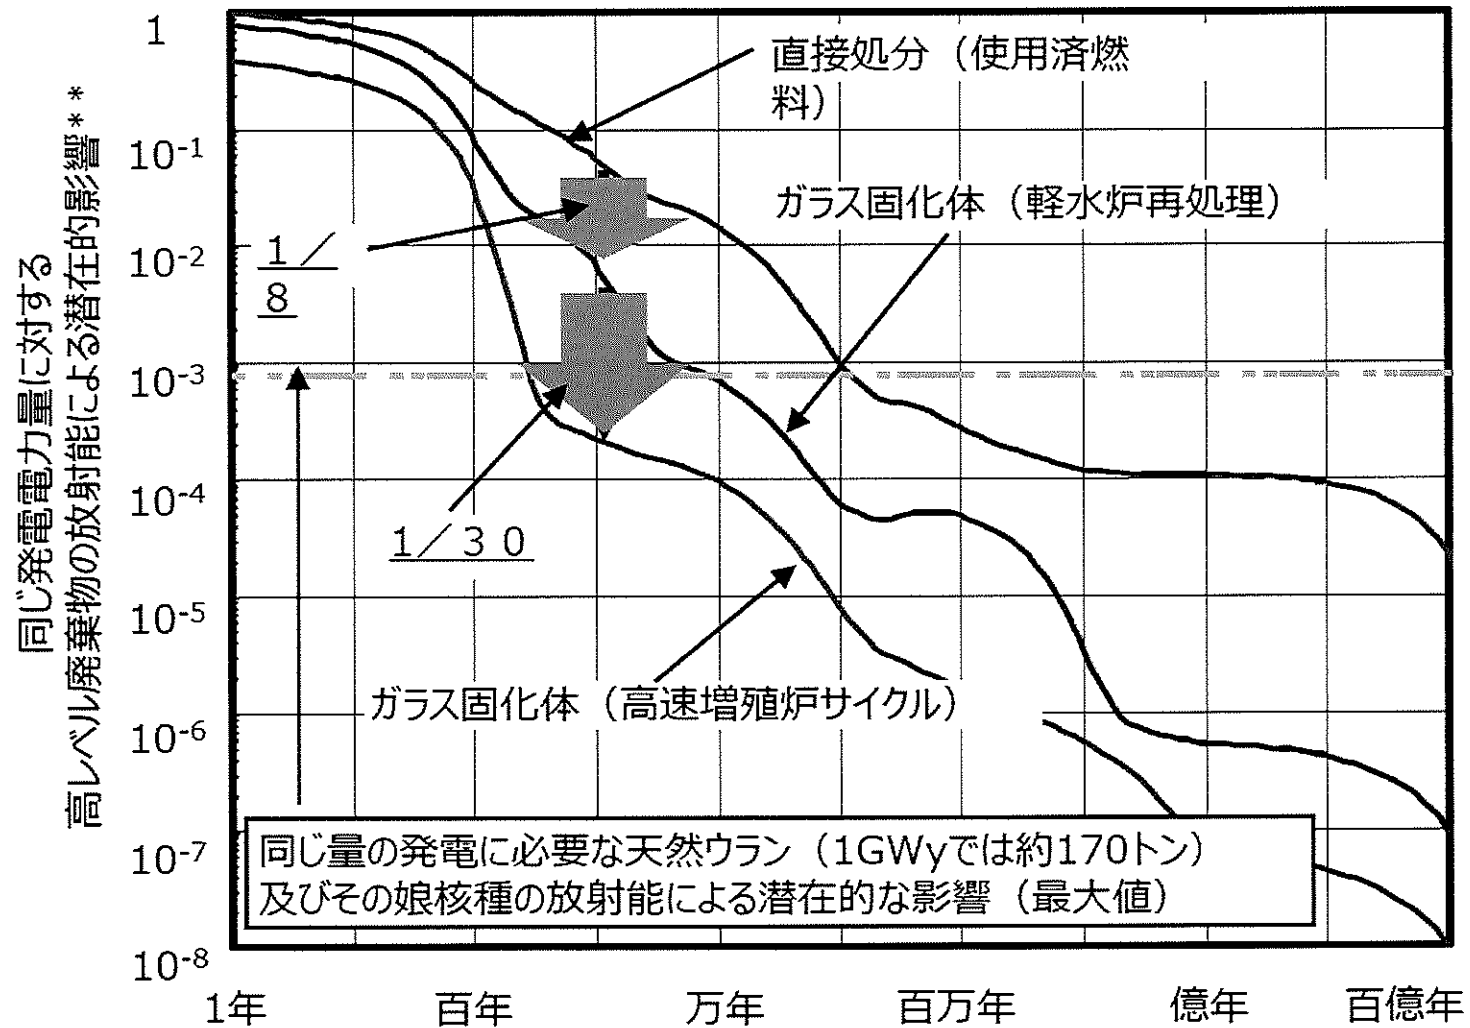 同じ発電電力量に対する
高レベル廃棄物の放射能による潜在的影響**
1
10-1
10-2
10-3
10-4
10-5
10-6
10-7
10-8
直接処分（使用済燃
料）
ガラス固化体（軽水炉再処理）
1／
8
1／３０
ガラス固化体（高速増殖炉サイクル）
同じ量の発電に必要な天然ウラン（1GWyでは約170トン）
及びその娘核種の放射能による潜在的な影響（最大値）
1年 百年 万年 百万年 億年 百億年